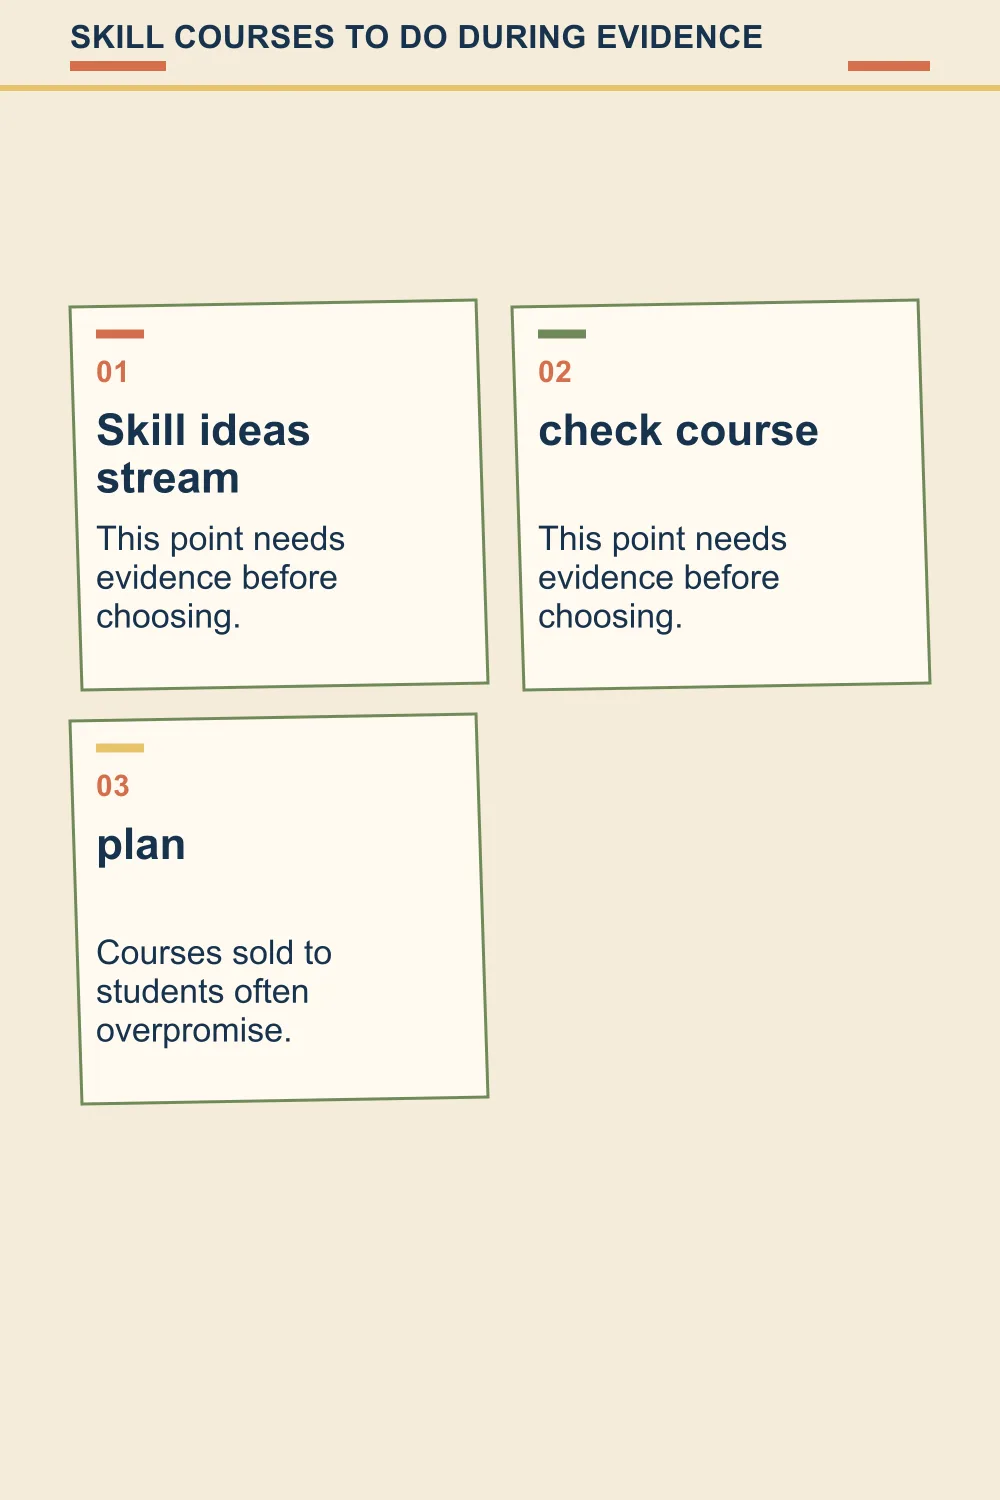 SKILL COURSES TO DO DURING EVIDENCE
01
Skill ideas
stream
This point needs
evidence before
choosing.
02
check course
This point needs
evidence before
choosing.
03
plan
Courses sold to
students often
overpromise.